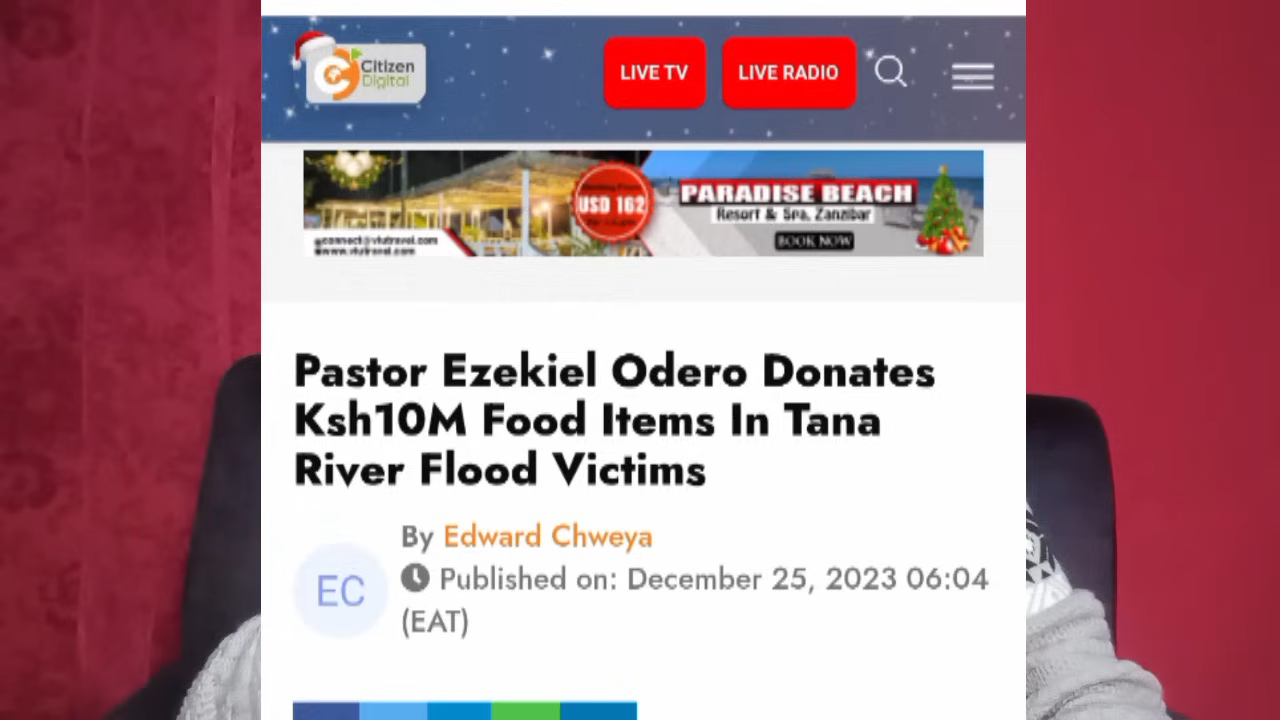 Citizen
Digital
LIVE TV
LIVE RADIO
USD 162
PARADISE BEACH
Resort & Spa, Zanzibar
BOOK NOW
Pastor Ezekiel Odero Donates
Ksh10M Food Items In Tana
River Flood Victims
EC
By Edward Chweya
Published on: December 25, 2023 06:04
(EAT)